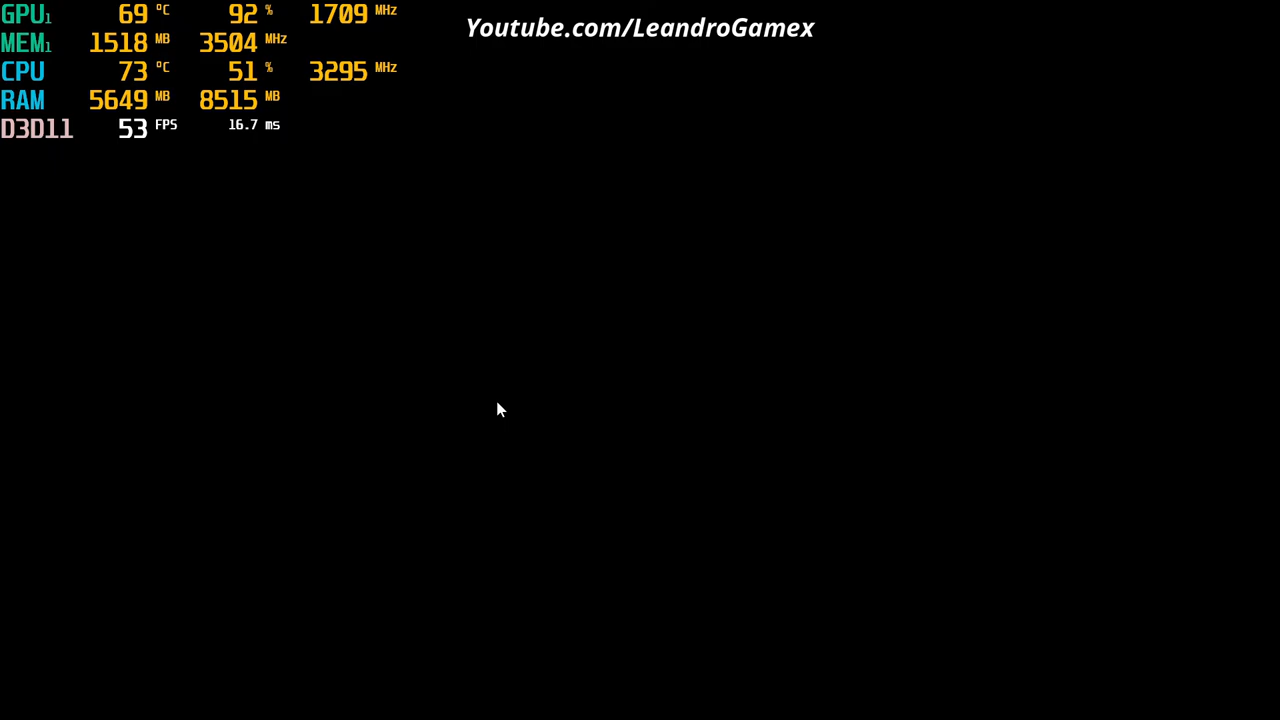 GPU1 69 °C 92 % 1709 MHz
Youtube.com/LeandroGamex
MEM1 1518 MB 3504 MHz
CPU 73 °C 51 % 3295 MHz
RAM 5649 MB 8515 MB
D3D11 53 FPS 16.7 ms